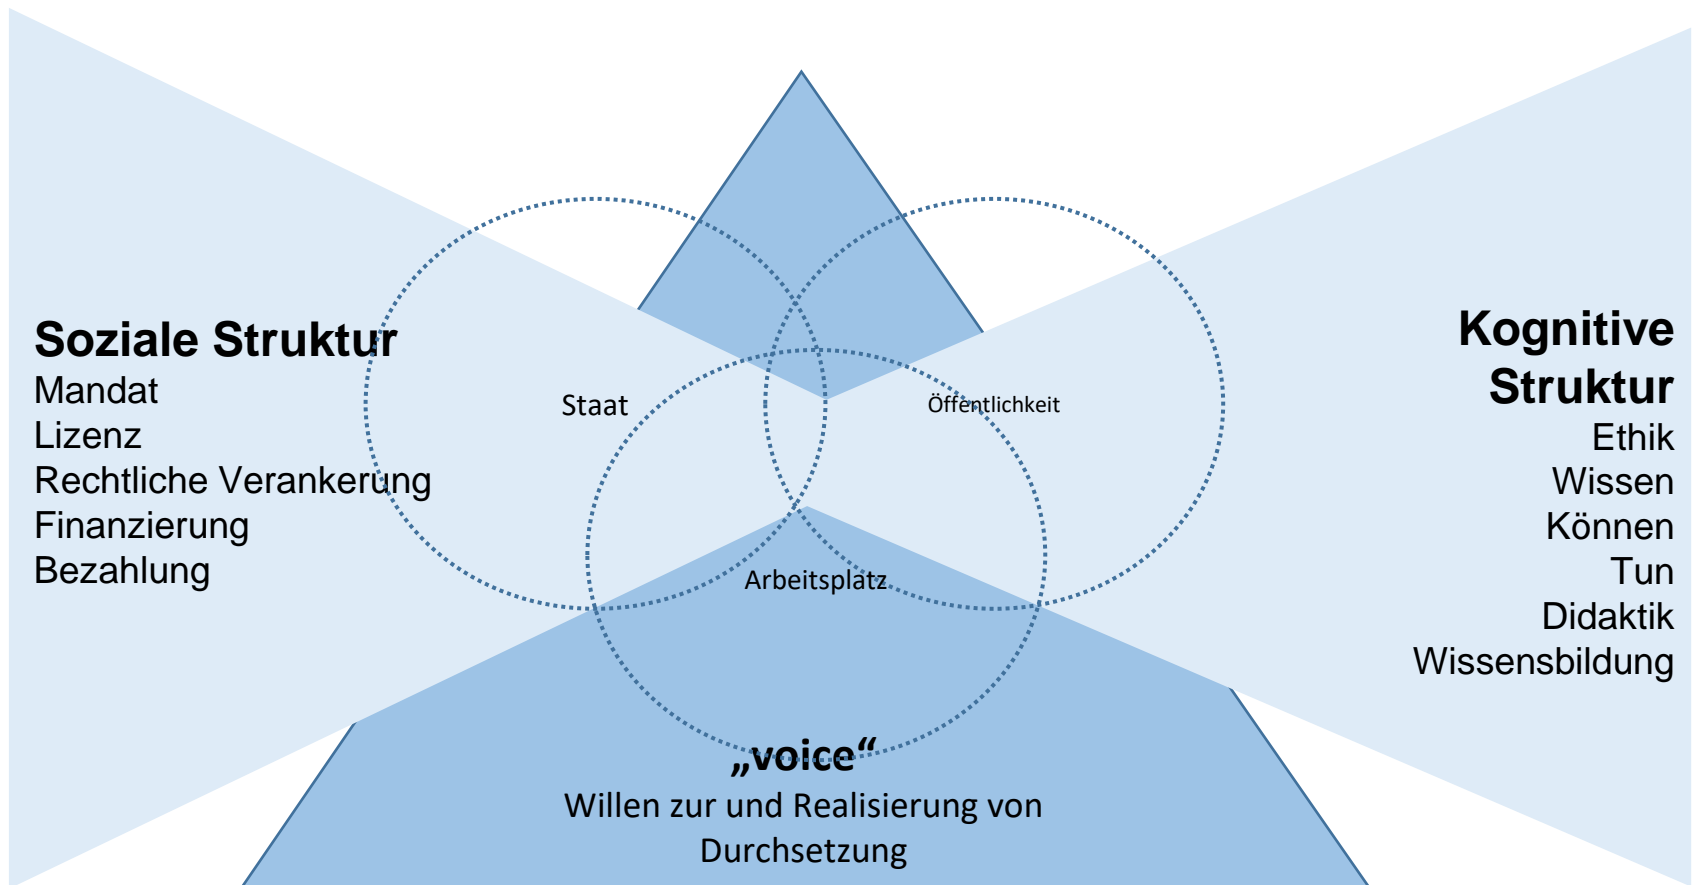 Soziale Struktur
Mandat
Lizenz
Rechtliche Verankerung
Finanzierung
Bezahlung
Staat
Öffentlichkeit
Arbeitsplatz
Kognitive
Struktur
Ethik
Wissen
Können
Tun
Didaktik
Wissensbildung
„voice“
Willen zur und Realisierung von
Durchsetzung